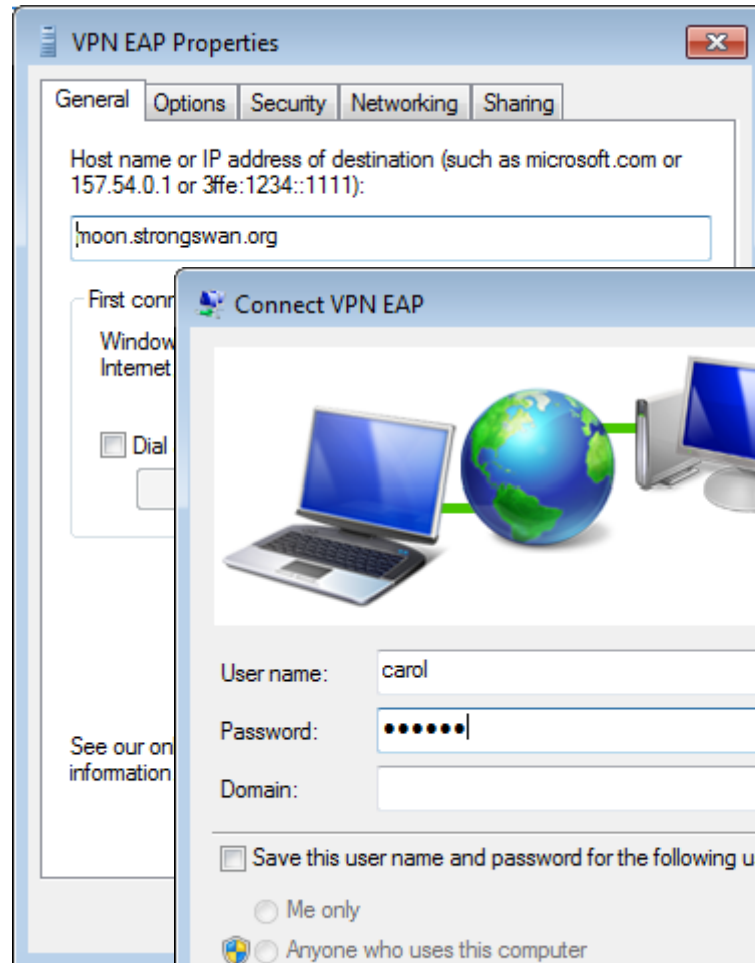 VPN EAP Properties
General Options Security Networking Sharing
Host name or IP address of destination (such as microsoft.com or
157.54.0.1 or 3ffe:1234::1111):
moon.strongswan.org
First conn
Window
Internet
Dial
See our onl
information
Connect VPN EAP
User name: carol
Password: ●●●●●●
Domain:
Save this user name and password for the following u
Me only
Anyone who uses this computer